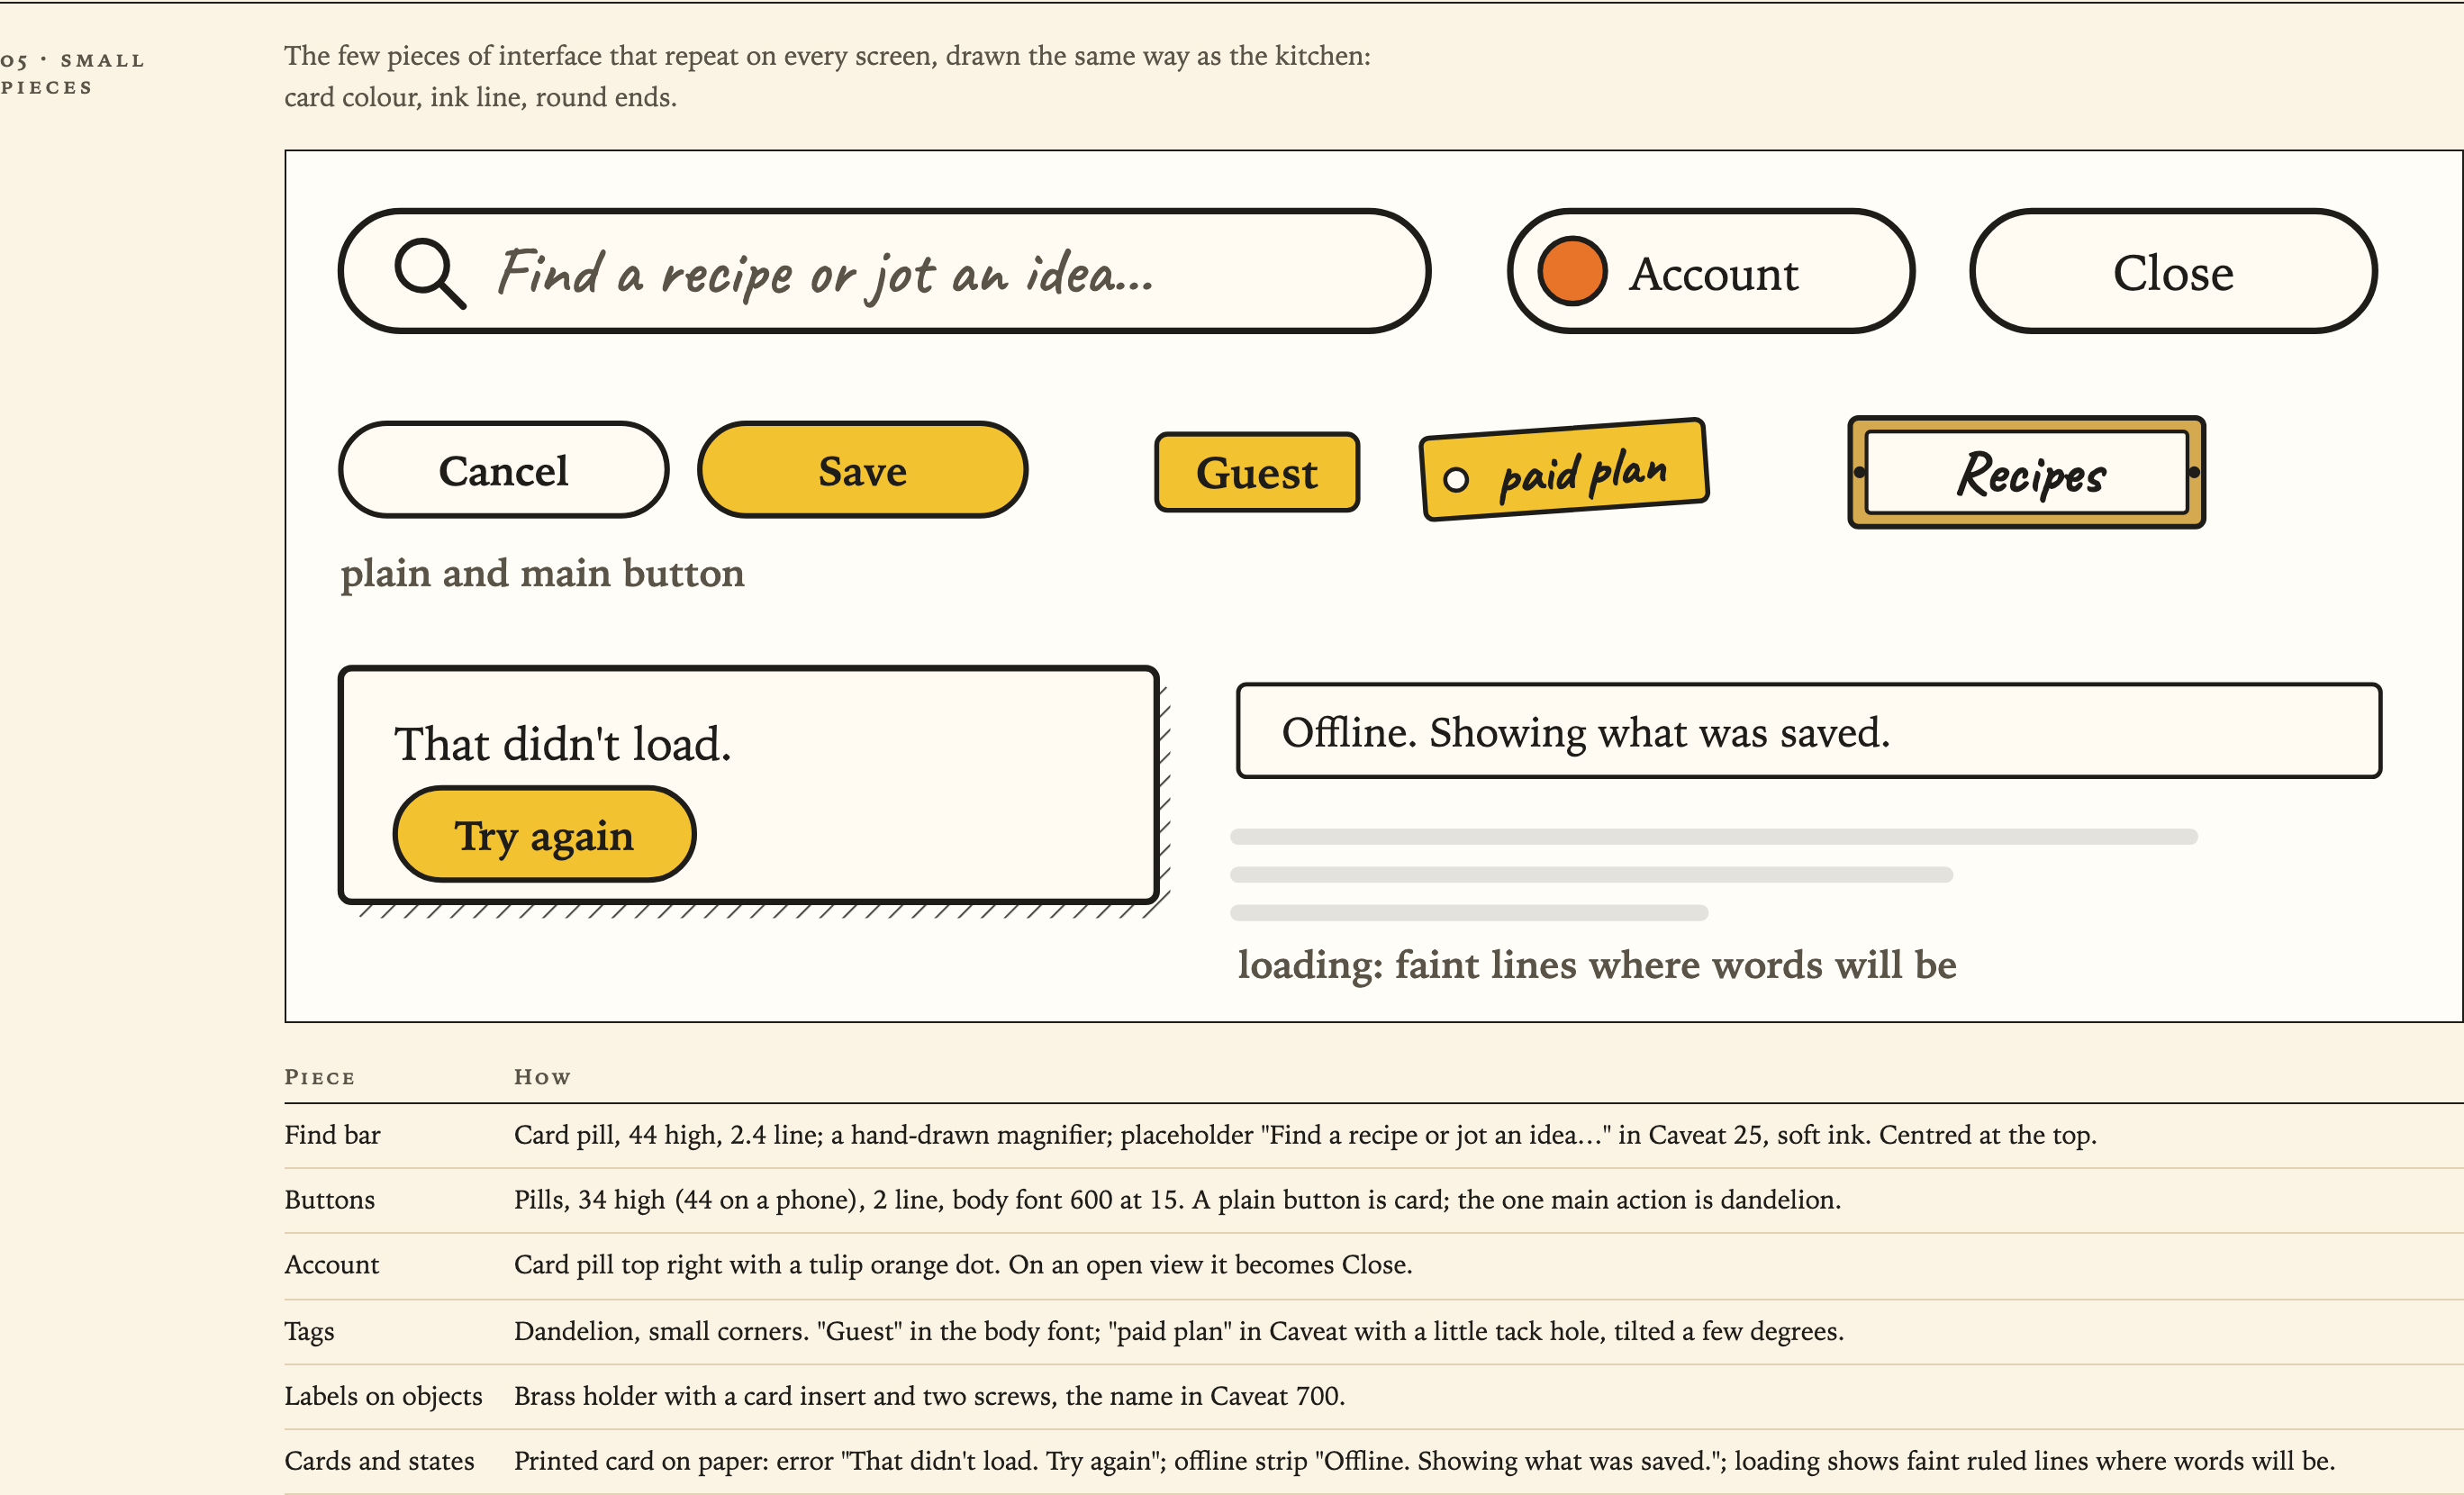 05 · SMALL
PIECES
The few pieces of interface that repeat on every screen, drawn the same way as the kitchen:
card colour, ink line, round ends.
Find a recipe or jot an idea...
Account
Close
Cancel
Save
Guest
paid plan
Recipes
plain and main button
That didn't load.
Try again
Offline. Showing what was saved.
loading: faint lines where words will be
PIECE HOW
Find bar Card pill, 44 high, 2.4 line; a hand-drawn magnifier; placeholder "Find a recipe or jot an idea…" in Caveat 25, soft ink. Centred at the top.
Buttons Pills, 34 high (44 on a phone), 2 line, body font 600 at 15. A plain button is card; the one main action is dandelion.
Account Card pill top right with a tulip orange dot. On an open view it becomes Close.
Tags Dandelion, small corners. "Guest" in the body font; "paid plan" in Caveat with a little tack hole, tilted a few degrees.
Labels on objects Brass holder with a card insert and two screws, the name in Caveat 700.
Cards and states Printed card on paper: error "That didn't load. Try again"; offline strip "Offline. Showing what was saved."; loading shows faint ruled lines where words will be.